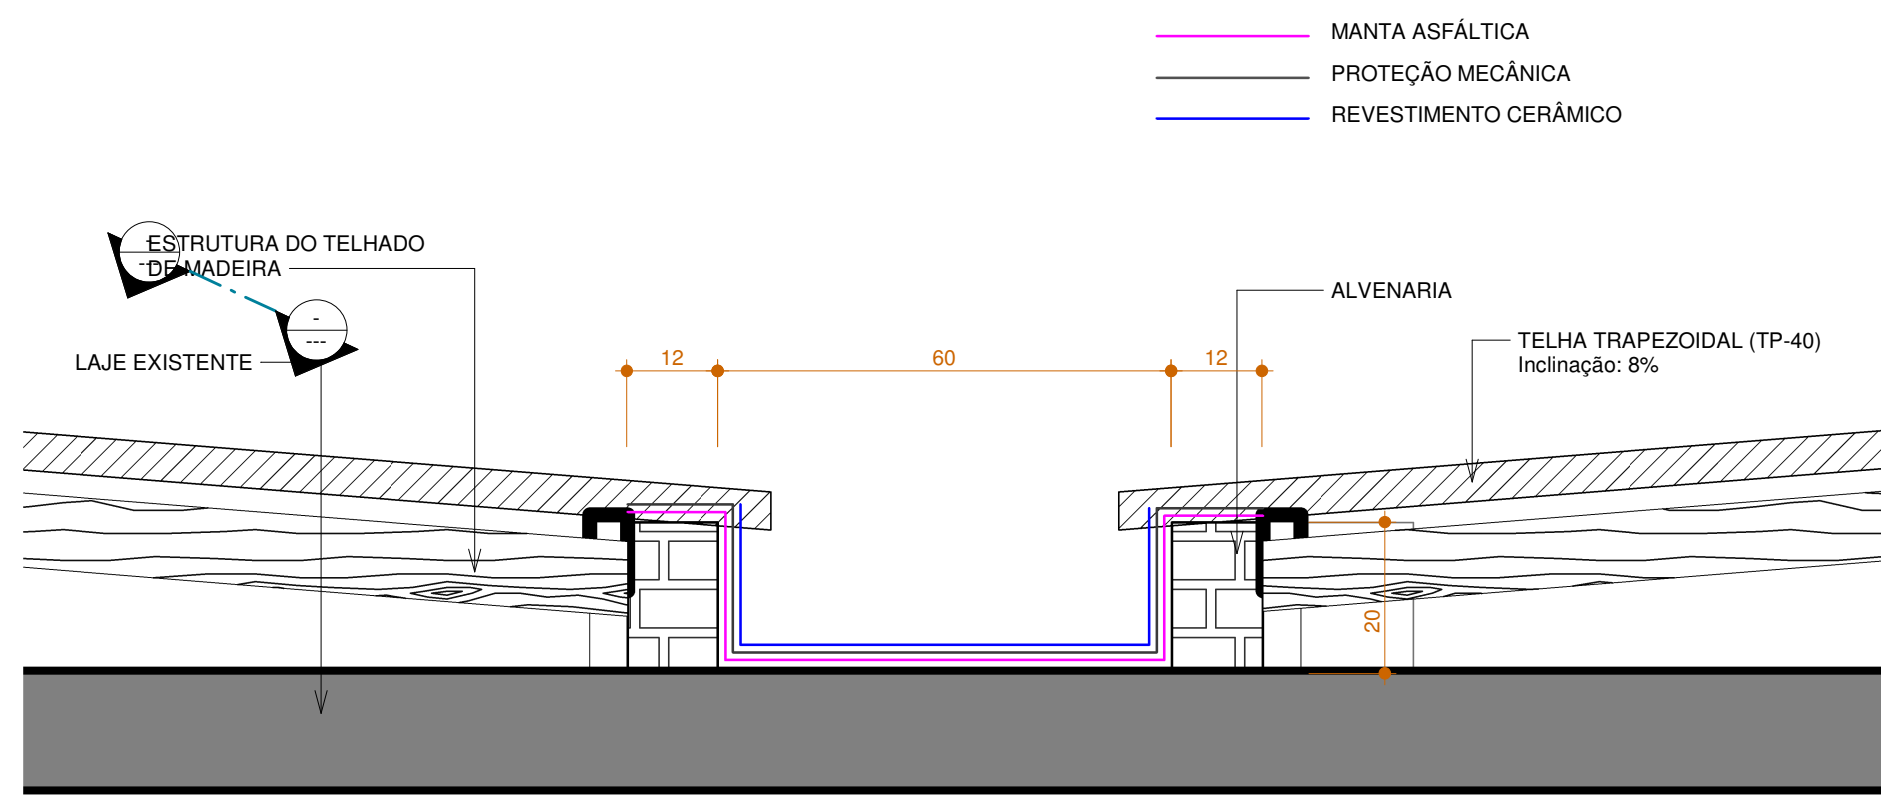 MANTA ASFÁLTICA
PROTEÇÃO MECÂNICA
REVESTIMENTO CERÂMICO
-
---
ESTRUTURA DO TELHADO
DE MADEIRA
-
---
LAJE EXISTENTE
ALVENARIA
TELHA TRAPEZOIDAL (TP-40)
Inclinação: 8%
12
60
12
20